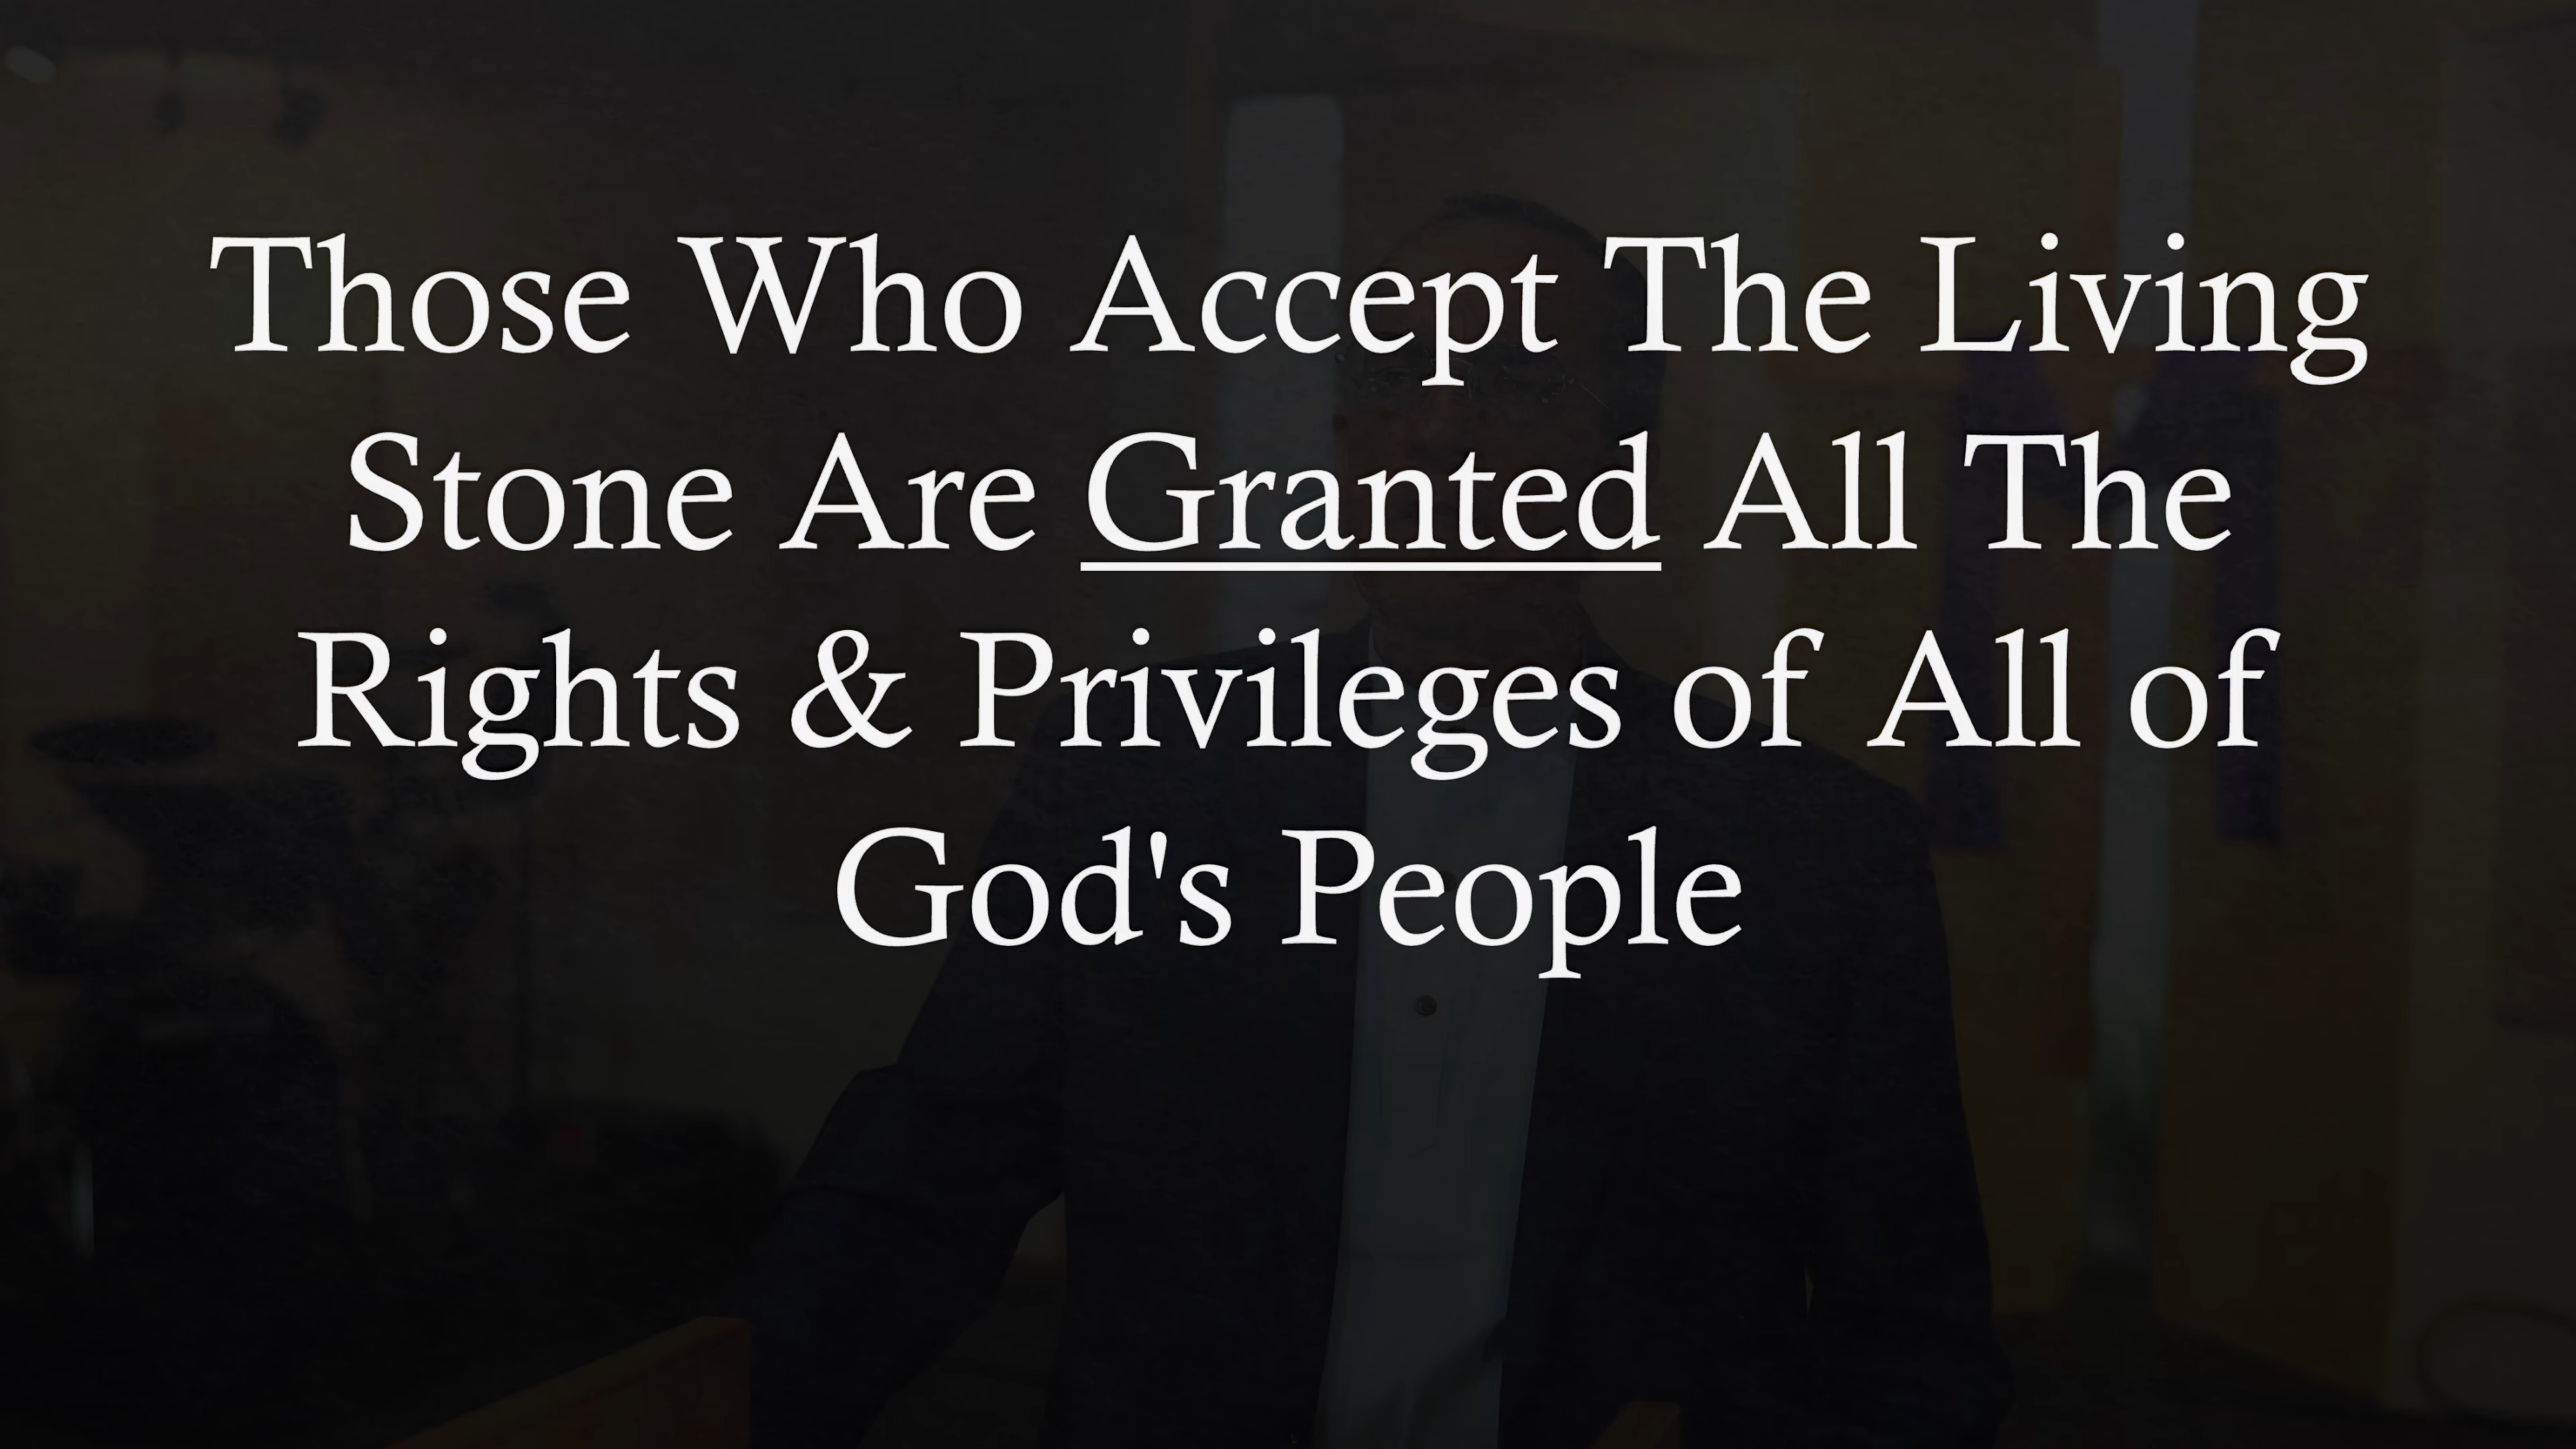 Those Who Accept The Living
Stone Are Granted All The
Rights & Privileges of All of
God's People